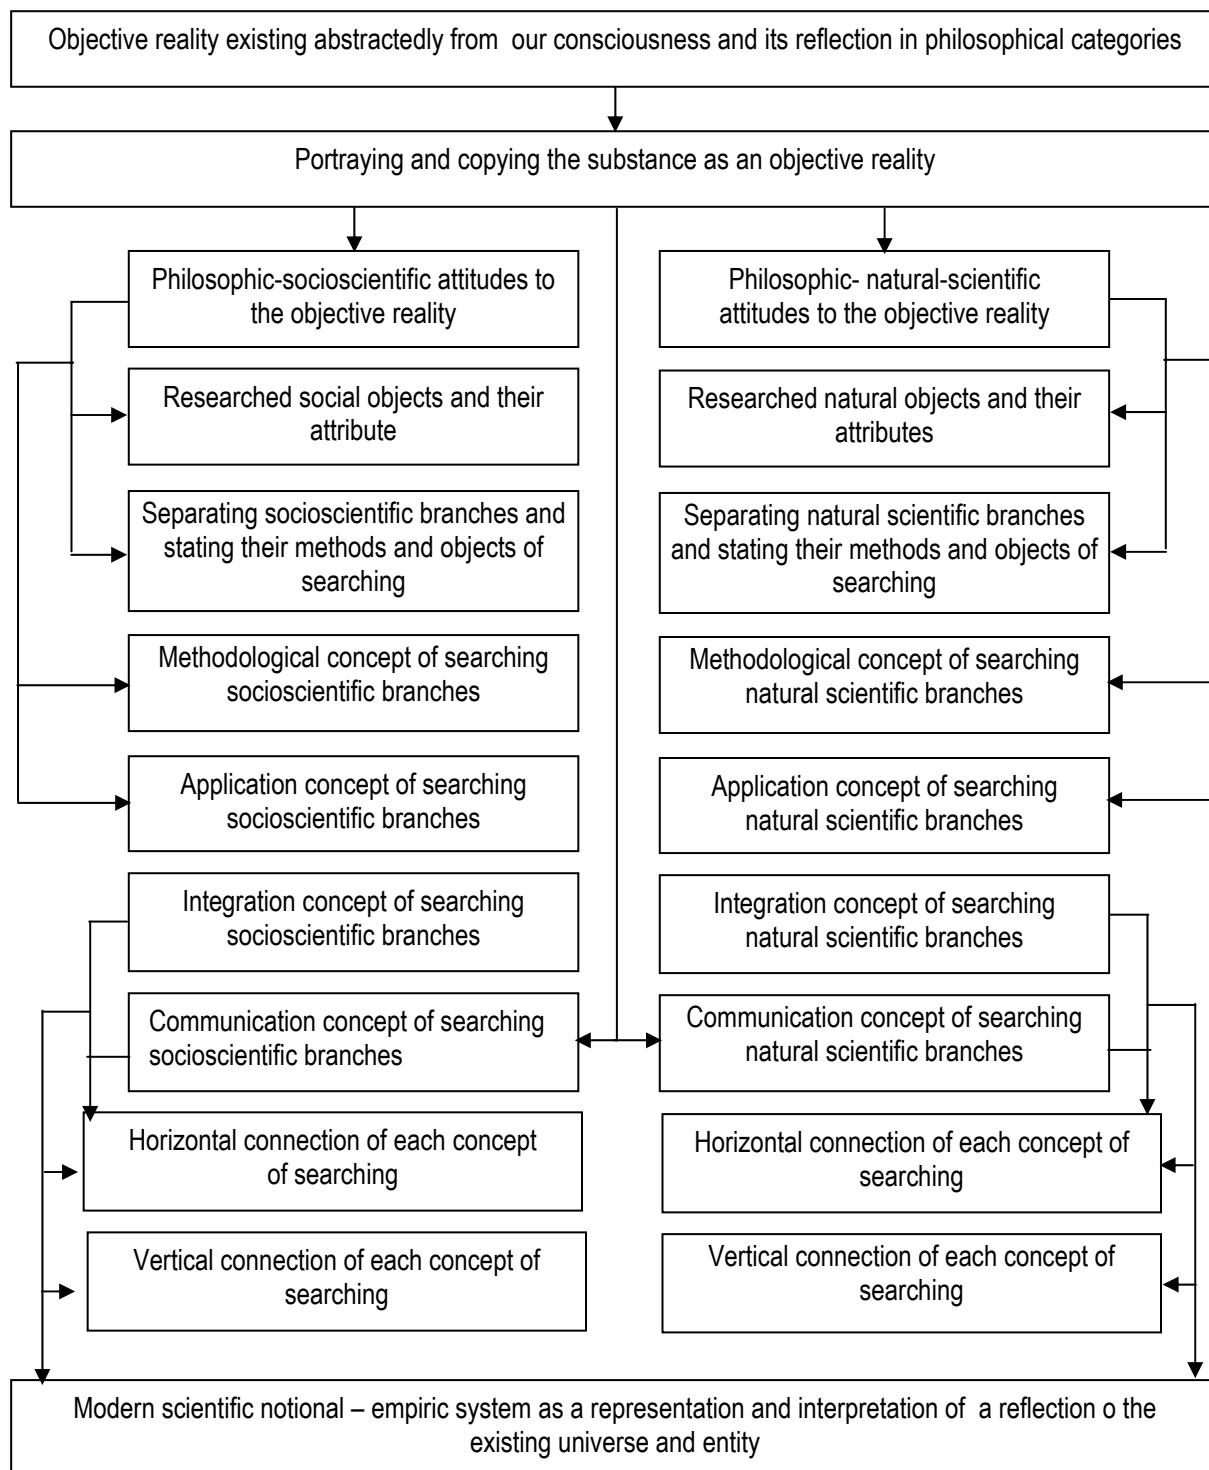 Objective reality existing abstractedly from our consciousness and its reflection in philosophical categories
Portraying and copying the substance as an objective reality
Philosophic-socioscientific attitudes to
the objective reality
Philosophic- natural-scientific
attitudes to the objective reality
Researched social objects and their
attribute
Researched natural objects and their
attributes
Separating socioscientific branches and
stating their methods and objects of
searching
Separating natural scientific branches
and stating their methods and objects of
searching
Methodological concept of searching
socioscientific branches
Methodological concept of searching
natural scientific branches
Application concept of searching
socioscientific branches
Application concept of searching
natural scientific branches
Integration concept of searching
socioscientific branches
Integration concept of searching
natural scientific branches
Communication concept of searching
socioscientific branches
Communication concept of searching
natural scientific branches
Horizontal connection of each concept
of searching
Horizontal connection of each concept of
searching
Vertical connection of each concept of
searching
Vertical connection of each concept of
searching
Modern scientific notional – empiric system as a representation and interpretation of a reflection o the
existing universe and entity